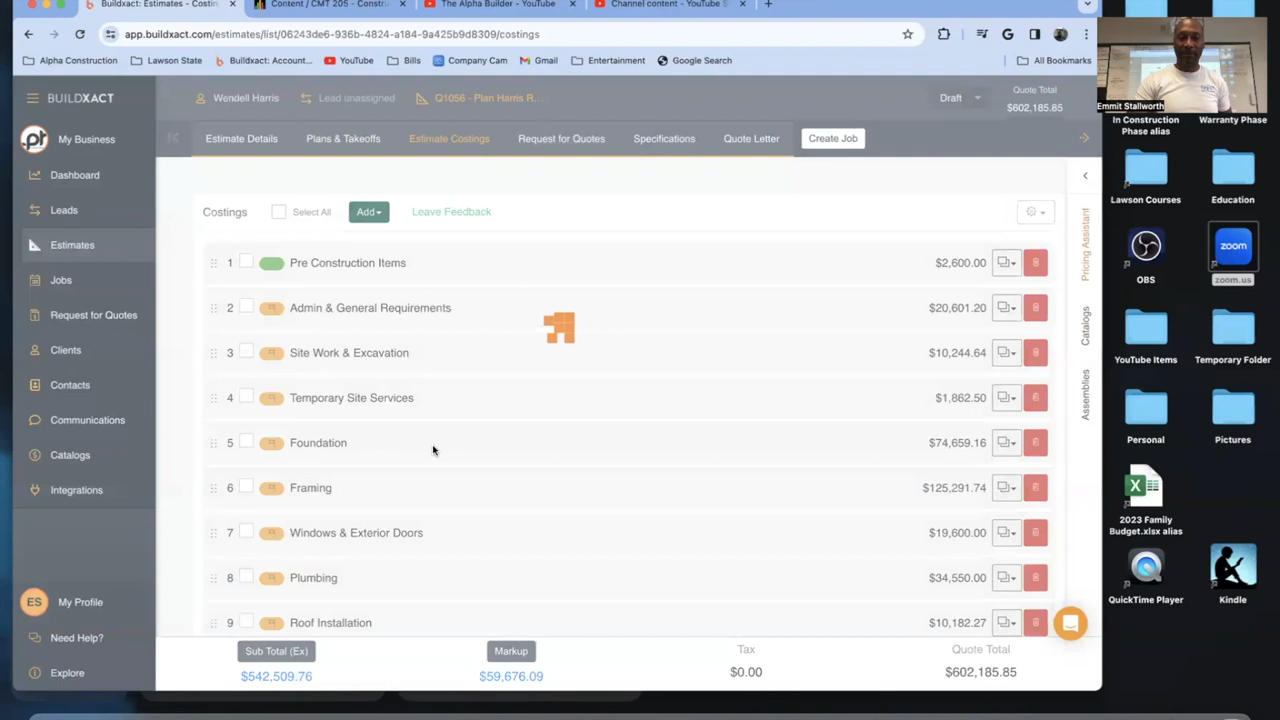 Buildxact: Estimates - Costin
Content / CMT 205 - Constru
The Alpha Builder - YouTube
Channel content - YouTube S
app.buildxact.com/estimates/list/06243de6-936b-4824-a184-9a425b9d8309/costings
Alpha Construction
Lawson State
Buildxact: Account...
YouTube
Bills
Company Cam
Gmail
Entertainment
Google Search
All Bookmarks
Emmit Stallworth
BUILDXACT
Wendell Harris
Lead unassigned
Q1056 - Plan Harris R...
Draft
Quote Total
$602,185.85
My Business
Estimate Details
Plans & Takeoffs
Estimate Costings
Request for Quotes
Specifications
Quote Letter
Create Job
Dashboard
Leads
Estimates
Jobs
Request for Quotes
Clients
Contacts
Communications
Catalogs
Integrations
ES My Profile
Need Help?
Explore
Costings
Select All
Add
Leave Feedback
1 Pre Construction Items $2,600.00
2 Admin & General Requirements $20,601.20
3 Site Work & Excavation $10,244.64
4 Temporary Site Services $1,862.50
5 Foundation $74,659.16
6 Framing $125,291.74
7 Windows & Exterior Doors $19,600.00
8 Plumbing $34,550.00
9 Roof Installation $10,182.27
Pricing Assistant
Catalogs
Assemblies
Sub Total (Ex)
$542,509.76
Markup
$59,676.09
Tax
$0.00
Quote Total
$602,185.85
In Construction
Phase alias
Warranty Phase
Lawson Courses
Education
OBS
zoom
zoom.us
YouTube Items
Temporary Folder
Personal
Pictures
X
2023 Family
Budget.xlsx alias
QuickTime Player
Kindle